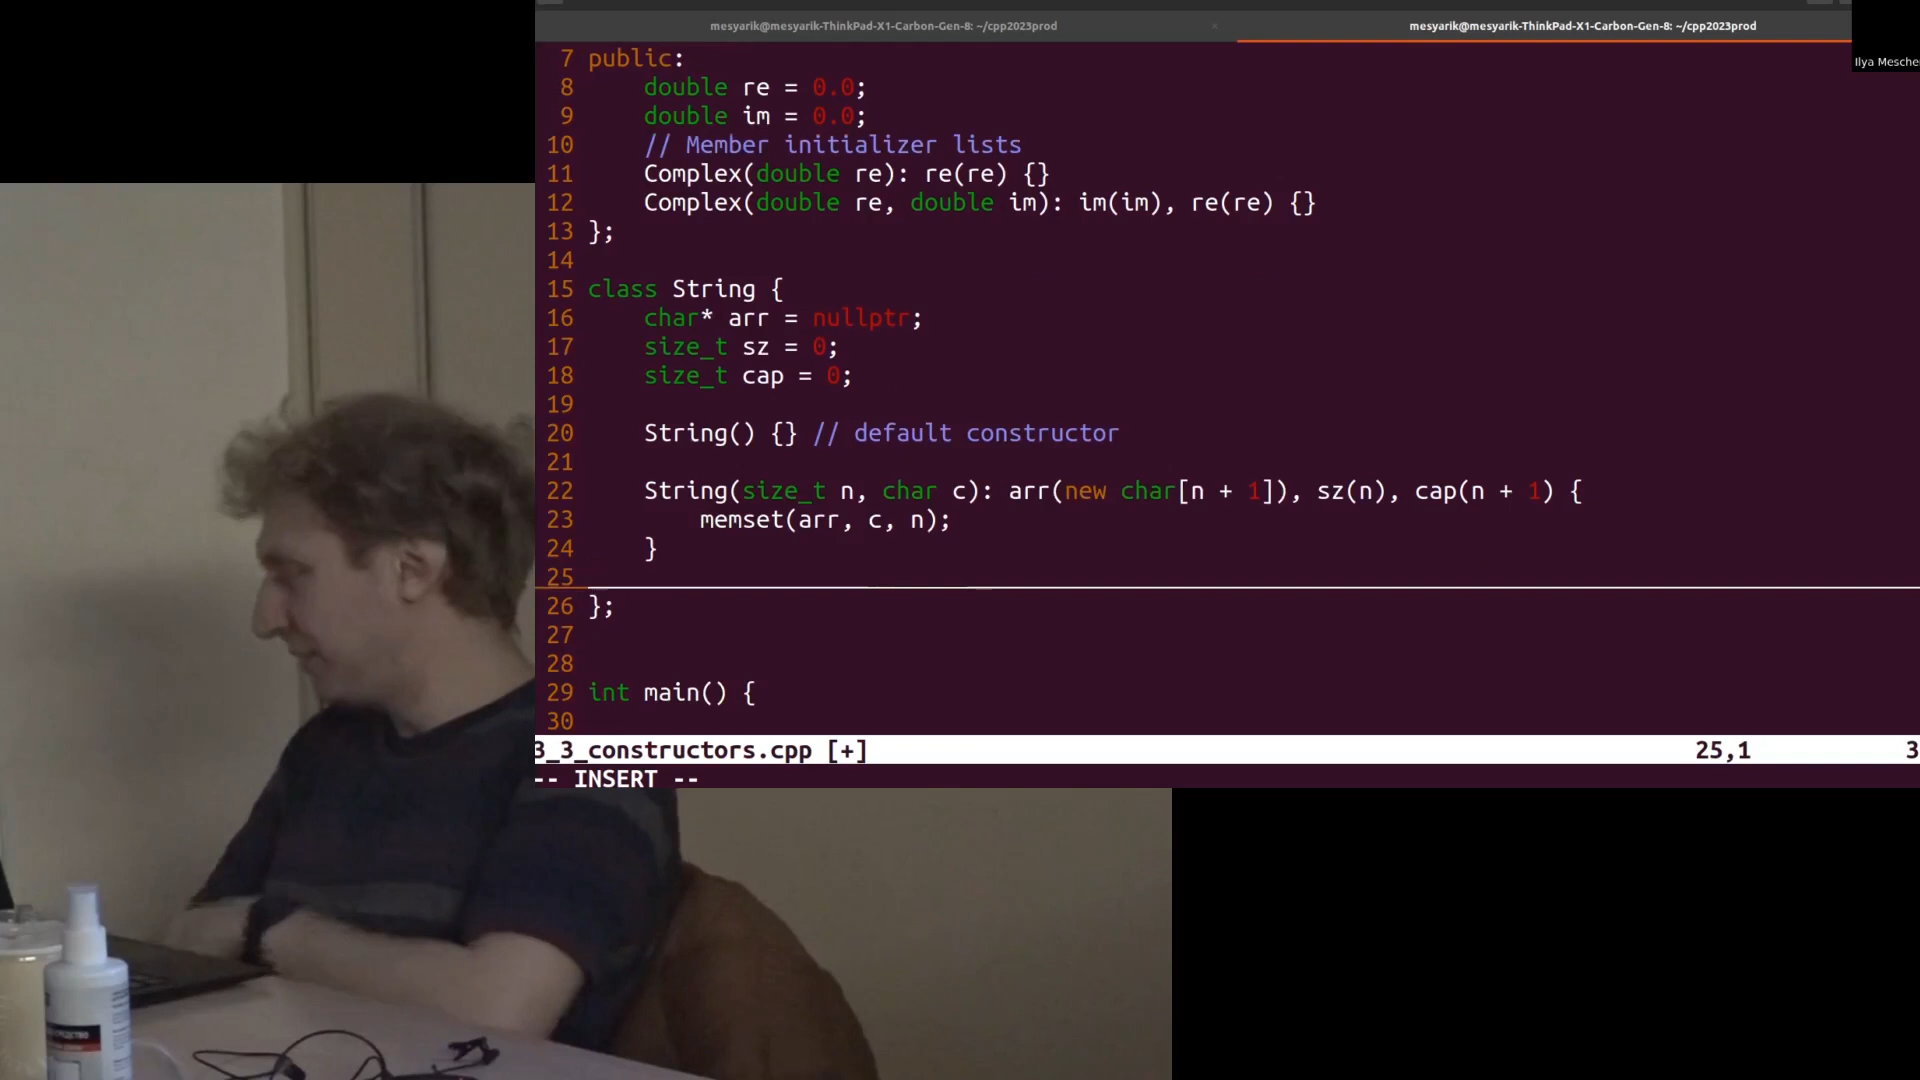 mesyarik@mesyarik-ThinkPad-X1-Carbon-Gen-8: ~/cpp2023prod
mesyarik@mesyarik-ThinkPad-X1-Carbon-Gen-8: ~/cpp2023prod
Ilya Mesche
7 public:
8     double re = 0.0;
9     double im = 0.0;
10     // Member initializer lists
11     Complex(double re): re(re) {}
12     Complex(double re, double im): im(im), re(re) {}
13 };
14
15 class String {
16     char* arr = nullptr;
17     size_t sz = 0;
18     size_t cap = 0;
19
20     String() {} // default constructor
21
22     String(size_t n, char c): arr(new char[n + 1]), sz(n), cap(n + 1) {
23         memset(arr, c, n);
24     }
25
26 };
27
28
29 int main() {
30
3_3_constructors.cpp [+] 25,1 3
-- INSERT --